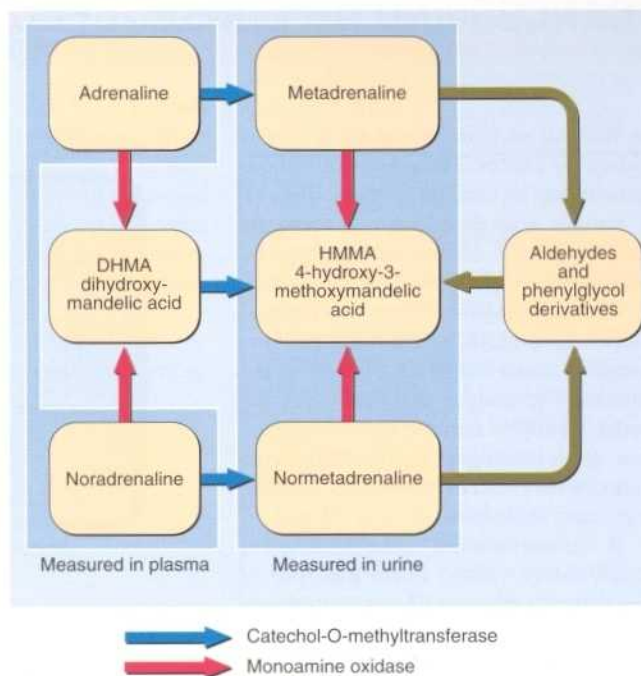 Adrenaline
Metadrenaline
DHMA
dihydroxy-
mandelic acid
HMMA
4-hydroxy-3-
methoxymandelic
acid
Aldehydes
and
phenylglycol
derivatives
Noradrenaline
Normetadrenaline
Measured in plasma
Measured in urine
Catechol-O-methyltransferase
Monoamine oxidase